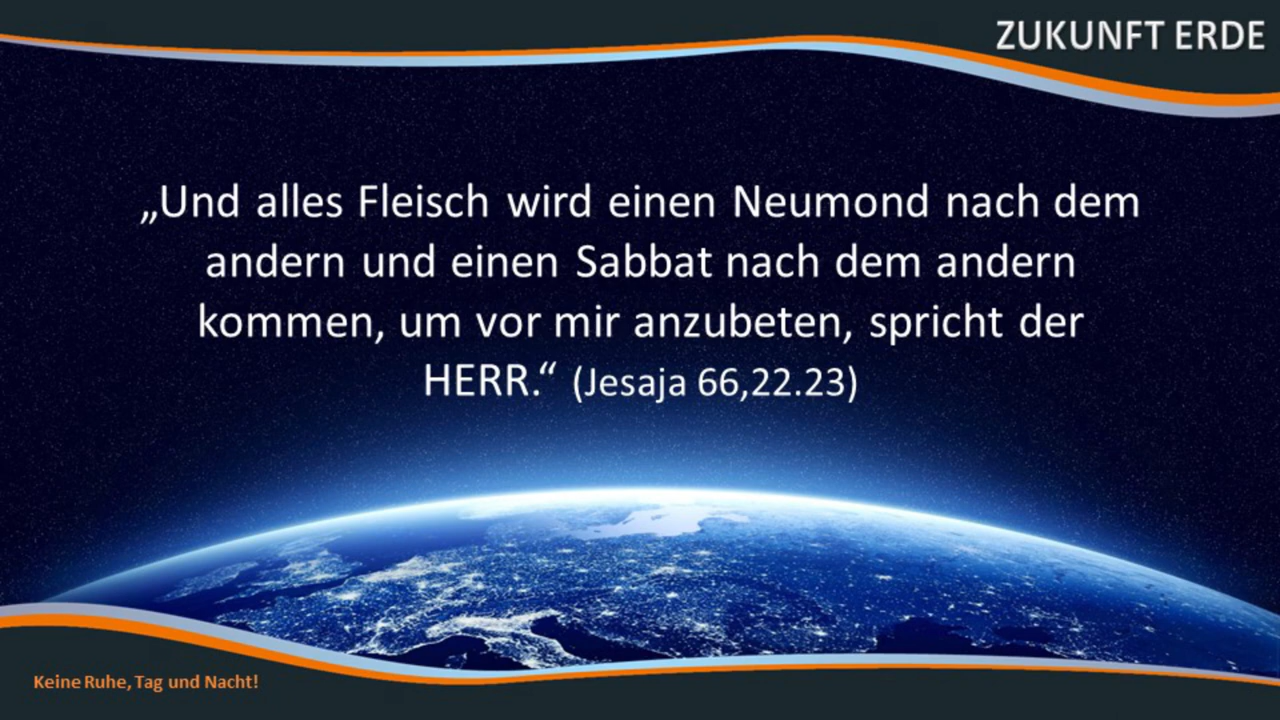 ZUKUNFT ERDE
„Und alles Fleisch wird einen Neumond nach dem
andern und einen Sabbat nach dem andern
kommen, um vor mir anzubeten, spricht der
HERR.“ (Jesaja 66,22.23)
Keine Ruhe, Tag und Nacht!